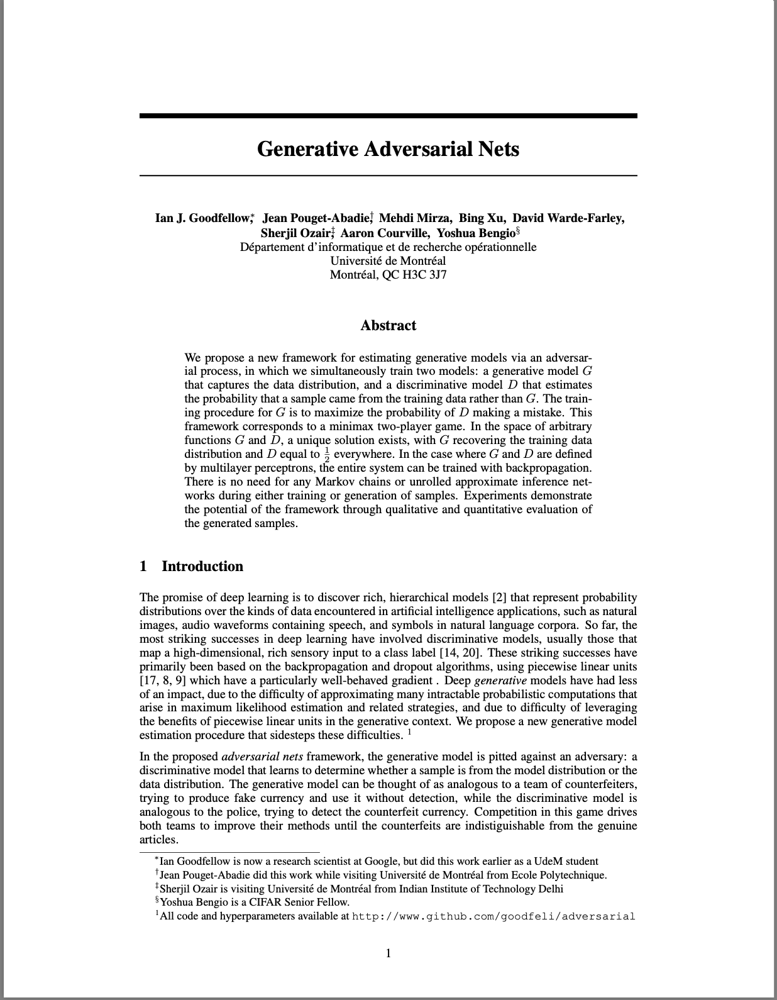 Generative Adversarial Nets
Ian J. Goodfellow,* Jean Pouget-Abadie,† Mehdi Mirza, Bing Xu, David Warde-Farley,
Sherjil Ozair,‡ Aaron Courville, Yoshua Bengio§
Département d'informatique et de recherche opérationnelle
Université de Montréal
Montréal, QC H3C 3J7
Abstract
We propose a new framework for estimating generative models via an adversar-
ial process, in which we simultaneously train two models: a generative model G
that captures the data distribution, and a discriminative model D that estimates
the probability that a sample came from the training data rather than G. The train-
ing procedure for G is to maximize the probability of D making a mistake. This
framework corresponds to a minimax two-player game. In the space of arbitrary
functions G and D, a unique solution exists, with G recovering the training data
distribution and D equal to 1/2 everywhere. In the case where G and D are defined
by multilayer perceptrons, the entire system can be trained with backpropagation.
There is no need for any Markov chains or unrolled approximate inference net-
works during either training or generation of samples. Experiments demonstrate
the potential of the framework through qualitative and quantitative evaluation of
the generated samples.
1 Introduction
The promise of deep learning is to discover rich, hierarchical models [2] that represent probability
distributions over the kinds of data encountered in artificial intelligence applications, such as natural
images, audio waveforms containing speech, and symbols in natural language corpora. So far, the
most striking successes in deep learning have involved discriminative models, usually those that
map a high-dimensional, rich sensory input to a class label [14, 20]. These striking successes have
primarily been based on the backpropagation and dropout algorithms, using piecewise linear units
[17, 8, 9] which have a particularly well-behaved gradient . Deep generative models have had less
of an impact, due to the difficulty of approximating many intractable probabilistic computations that
arise in maximum likelihood estimation and related strategies, and due to difficulty of leveraging
the benefits of piecewise linear units in the generative context. We propose a new generative model
estimation procedure that sidesteps these difficulties. 1
In the proposed adversarial nets framework, the generative model is pitted against an adversary: a
discriminative model that learns to determine whether a sample is from the model distribution or the
data distribution. The generative model can be thought of as analogous to a team of counterfeiters,
trying to produce fake currency and use it without detection, while the discriminative model is
analogous to the police, trying to detect the counterfeit currency. Competition in this game drives
both teams to improve their methods until the counterfeits are indistiguishable from the genuine
articles.
*Ian Goodfellow is now a research scientist at Google, but did this work earlier as a UdeM student
†Jean Pouget-Abadie did this work while visiting Université de Montréal from Ecole Polytechnique.
‡Sherjil Ozair is visiting Université de Montréal from Indian Institute of Technology Delhi
§Yoshua Bengio is a CIFAR Senior Fellow.
1All code and hyperparameters available at http://www.github.com/goodfeli/adversarial
1